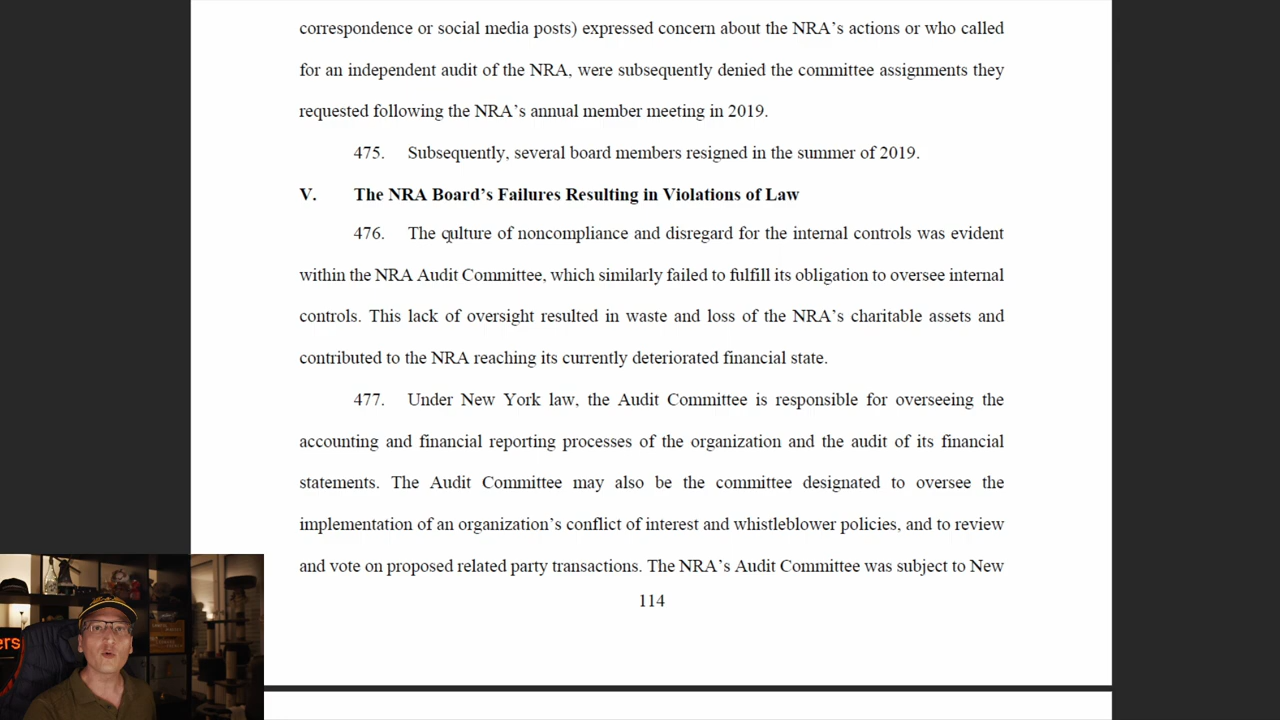 correspondence or social media posts) expressed concern about the NRA's actions or who called
for an independent audit of the NRA, were subsequently denied the committee assignments they
requested following the NRA's annual member meeting in 2019.
475. Subsequently, several board members resigned in the summer of 2019.
V. The NRA Board's Failures Resulting in Violations of Law
476. The culture of noncompliance and disregard for the internal controls was evident
within the NRA Audit Committee, which similarly failed to fulfill its obligation to oversee internal
controls. This lack of oversight resulted in waste and loss of the NRA's charitable assets and
contributed to the NRA reaching its currently deteriorated financial state.
477. Under New York law, the Audit Committee is responsible for overseeing the
accounting and financial reporting processes of the organization and the audit of its financial
statements. The Audit Committee may also be the committee designated to oversee the
implementation of an organization's conflict of interest and whistleblower policies, and to review
and vote on proposed related party transactions. The NRA's Audit Committee was subject to New
114
ers